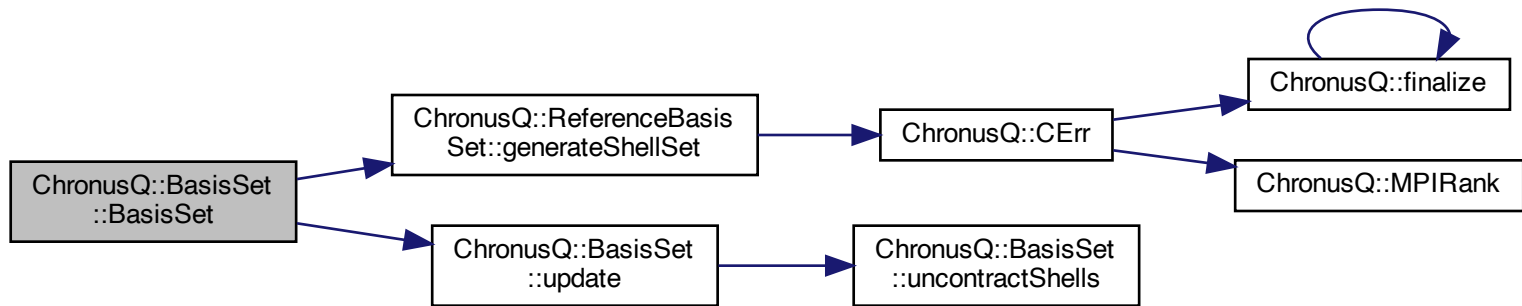 ChronusQ::BasisSet
::BasisSet
ChronusQ::ReferenceBasis
Set::generateShellSet
ChronusQ::CErr
ChronusQ::finalize
ChronusQ::MPIRank
ChronusQ::BasisSet
::update
ChronusQ::BasisSet
::uncontractShells